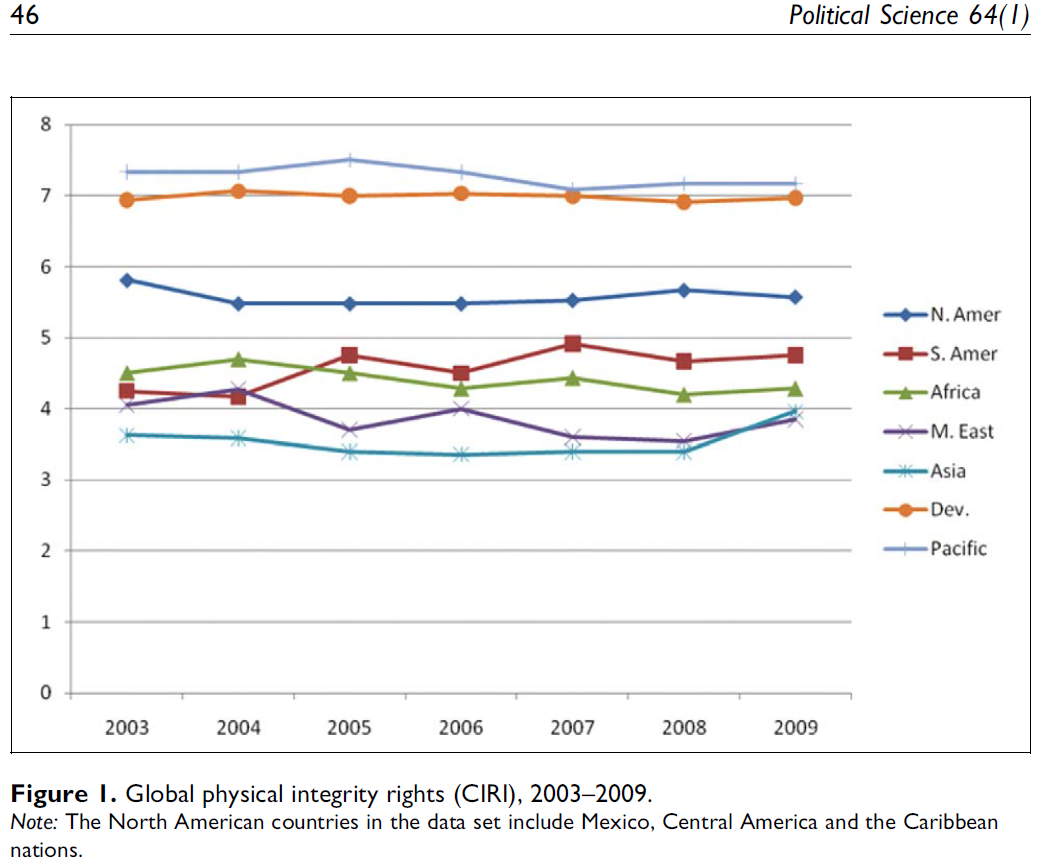 46
Political Science 64(1)
8
7
6
5
4
3
2
1
0
2003 2004 2005 2006 2007 2008 2009
N. Amer
S. Amer
Africa
M. East
Asia
Dev.
Pacific
Figure 1. Global physical integrity rights (CIRI), 2003–2009.
Note: The North American countries in the data set include Mexico, Central America and the Caribbean
nations.